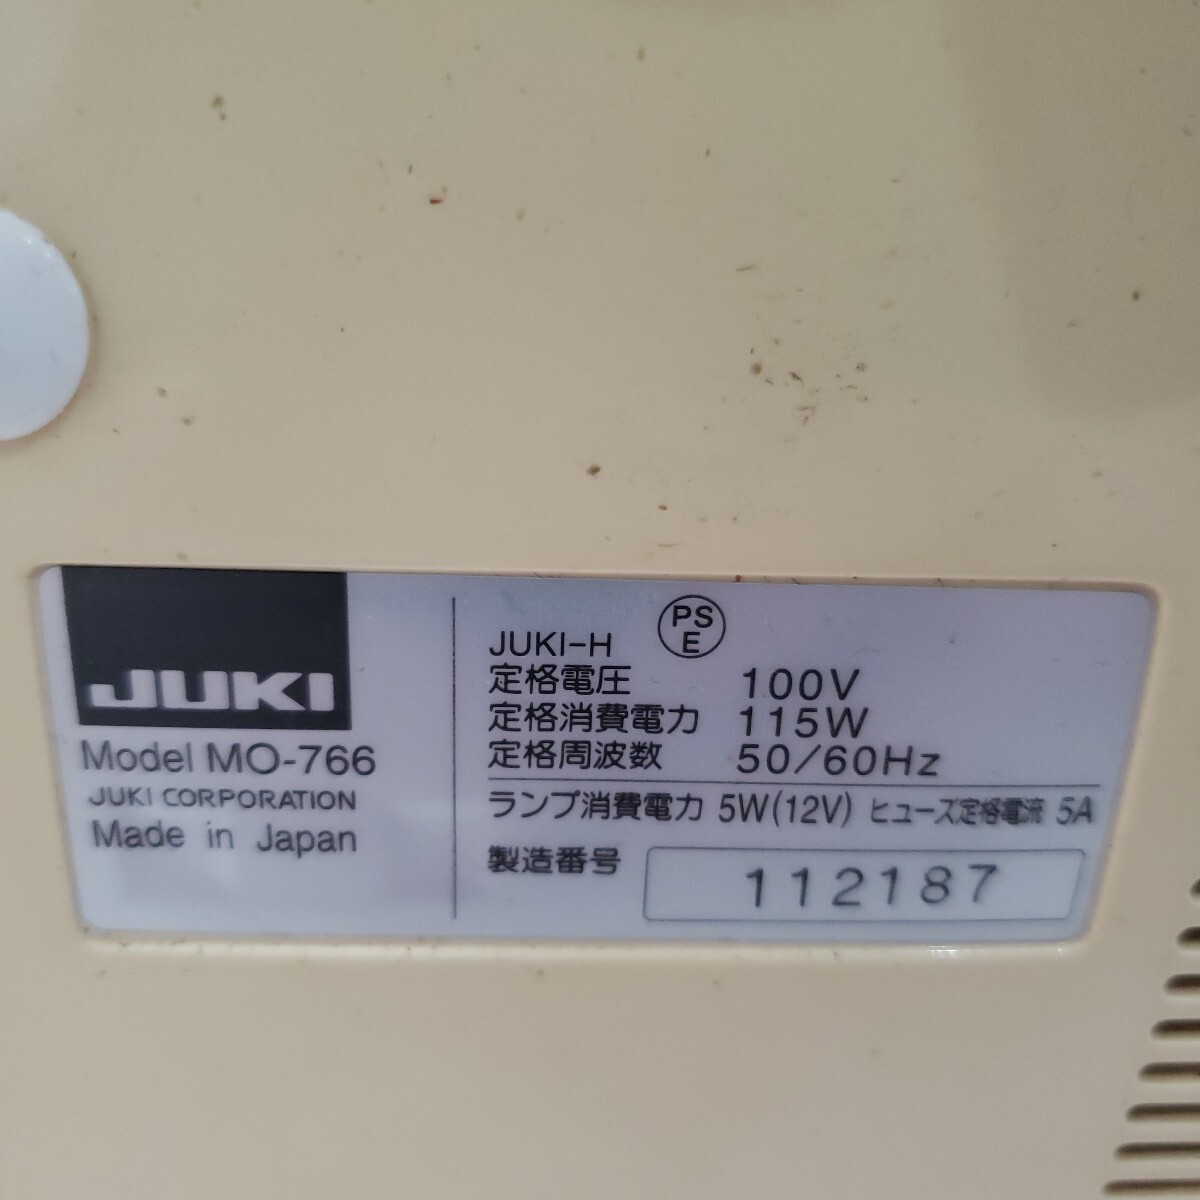 JUKI
Model MO-766
JUKI CORPORATION
Made in Japan
JUKI-H PSE
定格電圧 100V
定格消費電力 115W
定格周波数 50/60Hz
ランプ消費電力 5W(12V) ヒューズ定格電流 5A
製造番号 112187